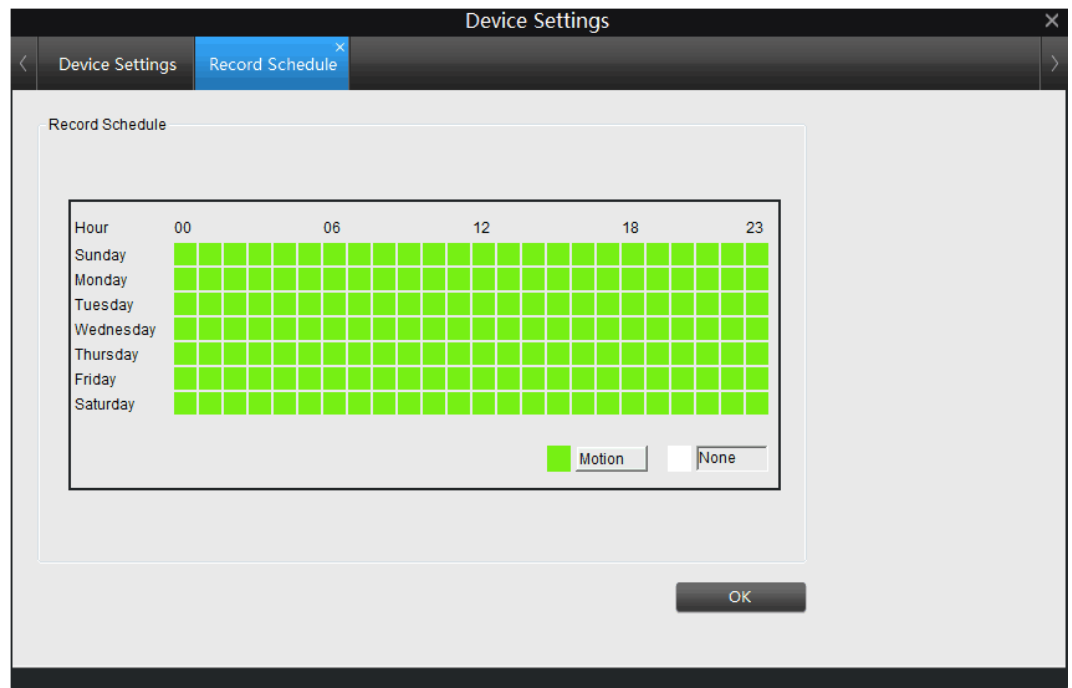 Device Settings
Device Settings
Record Schedule
Record Schedule
Hour 00 06 12 18 23
Sunday
Monday
Tuesday
Wednesday
Thursday
Friday
Saturday
Motion None
OK